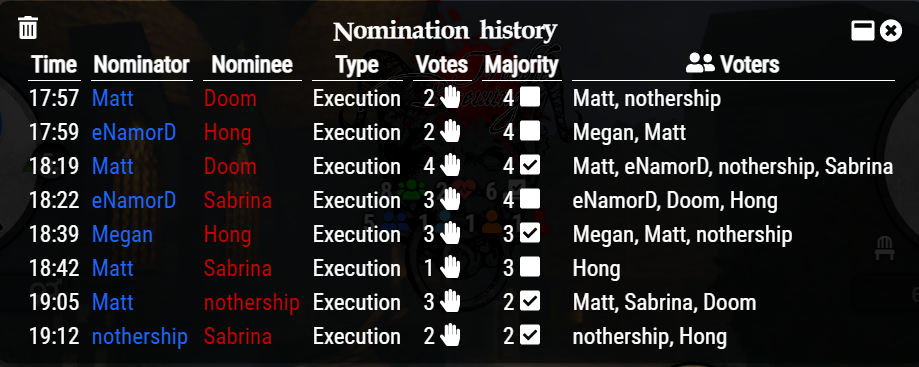 Nomination history
Time Nominator Nominee Type Votes Majority Voters
17:57 Matt Doom Execution 2 4 Matt, nothership
17:59 eNamorD Hong Execution 2 4 Megan, Matt
18:19 Matt Doom Execution 4 4 Matt, eNamorD, nothership, Sabrina
18:22 eNamorD Sabrina Execution 3 4 eNamorD, Doom, Hong
18:39 Megan Hong Execution 3 3 Megan, Matt, nothership
18:42 Matt Sabrina Execution 1 3 Hong
19:05 Matt nothership Execution 3 2 Matt, Sabrina, Doom
19:12 nothership Sabrina Execution 2 2 nothership, Hong